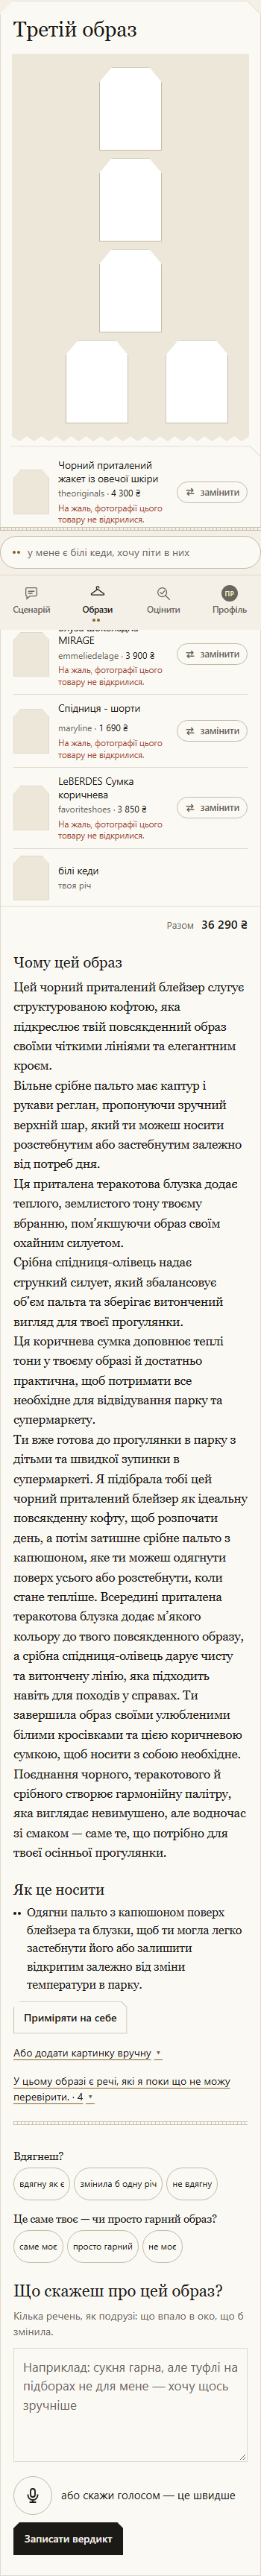 Третій образ
Чорний приталений
жакет із овечої шкіри
theoriginals · 4 300 ₴
На жаль, фотографії цього
товару не відкрилися.
замінити
у мене є білі кеди, хочу піти в них
Сценарій
Образи
Оцінити
ПР
Профіль
MIRAGE
emmeliedelage · 3 900 ₴
На жаль, фотографії цього
товару не відкрилися.
замінити
Спідниця - шорти
maryline · 1 690 ₴
На жаль, фотографії цього
товару не відкрилися.
замінити
LeBERDES Сумка
коричнева
favoriteshoes · 3 850 ₴
На жаль, фотографії цього
товару не відкрилися.
замінити
білі кеди
твоя річ
Разом 36 290 ₴
Чому цей образ
Цей чорний приталений блейзер слугує
структурованою кофтою, яка
підкреслює твій повсякденний образ
своїми чіткими лініями та елегантним
кроєм.
Вільне срібне пальто має каптур і
рукави реглан, пропонуючи зручний
верхній шар, який ти можеш носити
розстебнутим або застебнутим залежно
від потреб дня.
Ця приталена теракотова блузка додає
теплого, землистого тону твоєму
вбранню, пом’якшуючи образ своїм
охайним силуетом.
Срібна спідниця-олівець надає
стрункий силует, який збалансовує
об’єм пальта та зберігає витончений
вигляд для твоєї прогулянки.
Ця коричнева сумка доповнює теплі
тони у твоєму образі й достатньо
практична, щоб потримати все
необхідне для відвідування парку та
супермаркету.
Ти вже готова до прогулянки в парку з
дітьми та швидкої зупинки в
супермаркеті. Я підібрала тобі цей
чорний приталений блейзер як ідеальну
повсякденну кофту, щоб розпочати
день, а потім затишне срібне пальто з
капюшоном, яке ти можеш одягнути
поверх усього або розстебнути, коли
стане тепліше. Всередині приталена
теракотова блузка додає м’якого
кольору до твого повсякденного образу,
а срібна спідниця-олівець дарує чисту
та витончену лінію, яка підходить
навіть для походів у справах. Ти
завершила образ своїми улюбленими
білими кросівками та цією коричневою
сумкою, щоб носити з собою необхідне.
Поєднання чорного, теракотового й
срібного створює гармонійну палітру,
яка виглядає невимушено, але водночас
зі смаком — саме те, що потрібно для
твоєї осінньої прогулянки.
Як це носити
Одягни пальто з капюшоном поверх
блейзера та блузки, щоб ти могла легко
застебнути його або залишити
відкритим залежно від зміни
температури в парку.
Приміряти на себе
Або додати картинку вручну
У цьому образі є речі, які я поки що не можу
перевірити. · 4
Вдягнеш?
вдягну як є
змінила б одну річ
не вдягну
Це саме твоє — чи просто гарний образ?
саме моє
просто гарний
не моє
Що скажеш про цей образ?
Кілька речень, як подрузі: що впало в око, що б
змінила.
Наприклад: сукня гарна, але туфлі на
підборах не для мене — хочу щось
зручніше
або скажи голосом — це швидше
Записати вердикт